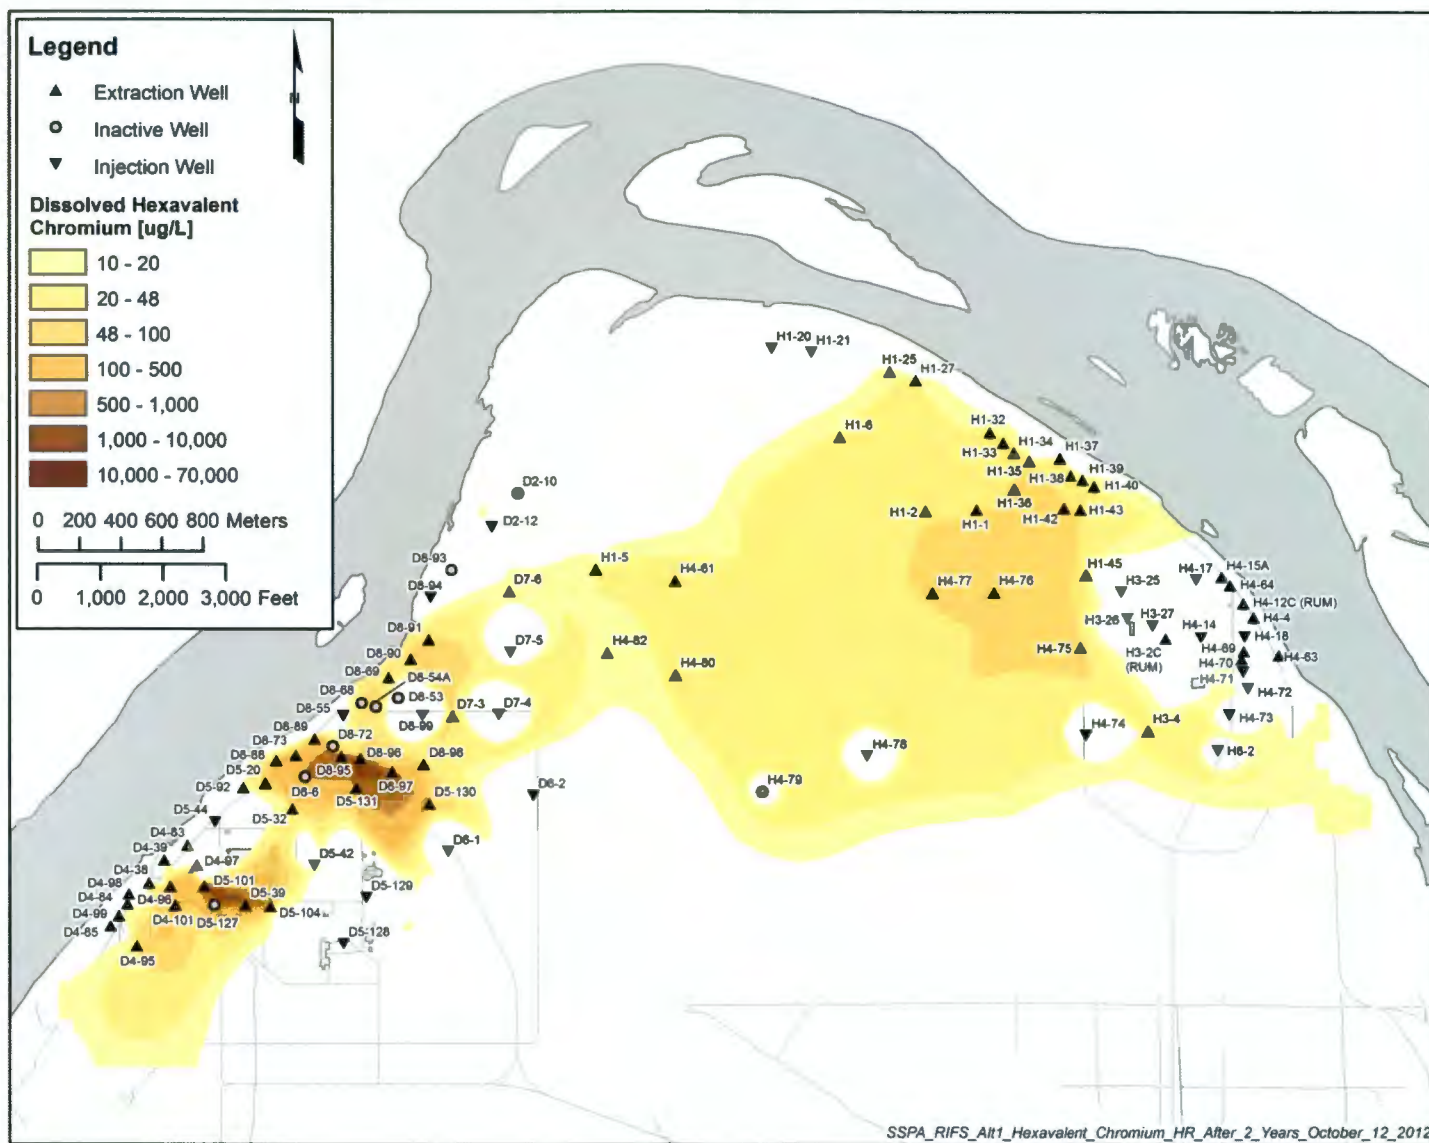 Legend
N
Extraction Well
Inactive Well
Injection Well
Dissolved Hexavalent
Chromium [ug/L]
10 - 20
20 - 48
48 - 100
100 - 500
500 - 1,000
1,000 - 10,000
10,000 - 70,000
0 200 400 600 800 Meters
0 1,000 2,000 3,000 Feet
H1-20
H1-21
H1-25
H1-27
H1-6
H1-32
H1-33
H1-34
H1-37
H1-35
H1-38
H1-39
H1-40
H1-36
H1-2
H1-1
H1-42
H1-43
D2-10
D2-12
D8-93
D8-94
D7-6
H1-5
H4-61
H4-77
H4-76
H1-45
H3-25
H4-17
H4-15A
H4-64
H4-12C (RUM)
H4-4
H3-26
H3-27
H4-14
H4-18
H4-69
H4-63
H3-2C
(RUM)
H4-70
H4-71
H4-72
H4-75
D8-91
D8-90
D7-5
H4-82
H4-80
D8-69
D8-54A
D8-68
D8-53
D8-55
D8-99
D7-3
D7-4
H4-74
H3-4
H4-73
H6-2
H4-78
H4-79
D8-89
D8-72
D8-73
D8-88
D8-96
D8-98
D8-95
D5-20
D8-6
D8-97
D5-92
D5-131
D5-130
D6-2
D5-44
D5-32
D4-83
D5-42
D6-1
D4-39
D4-97
D4-38
D5-101
D5-39
D5-129
D4-98
D4-84
D4-96
D4-99
D4-101
D5-127
D5-104
D4-85
D5-128
D4-95
SSPA_RIFS_Alt1_Hexavalent_Chromium_HR_After_2_Years_October_12_2012